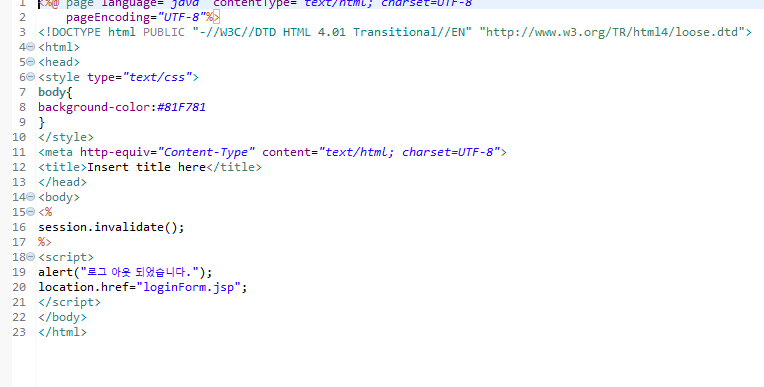 1 <%@ page language="java" contentType="text/html; charset=UTF-8"
2 pageEncoding="UTF-8"%>
3 <!DOCTYPE html PUBLIC "-//W3C//DTD HTML 4.01 Transitional//EN" "http://www.w3.org/TR/html4/loose.dtd">
4 <html>
5 <head>
6 <style type="text/css">
7 body{
8 background-color:#81F781
9 }
10 </style>
11 <meta http-equiv="Content-Type" content="text/html; charset=UTF-8">
12 <title>Insert title here</title>
13 </head>
14 <body>
15 <%
16 session.invalidate();
17 %>
18 <script>
19 alert("로그 아웃 되었습니다.");
20 location.href="loginForm.jsp";
21 </script>
22 </body>
23 </html>